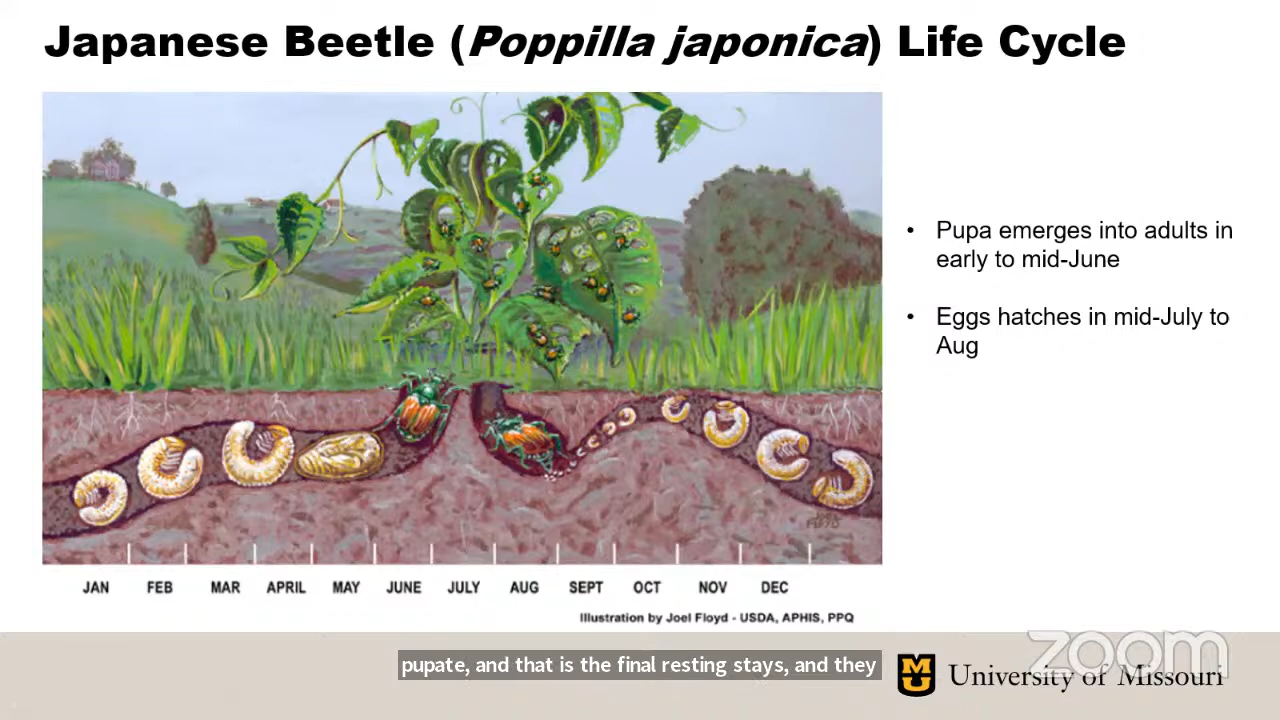 Japanese Beetle (Poppilla japonica) Life Cycle
• Pupa emerges into adults in
early to mid-June
• Eggs hatches in mid-July to
Aug
JAN FEB MAR APRIL MAY JUNE JULY AUG SEPT OCT NOV DEC
Illustration by Joel Floyd - USDA, APHIS, PPQ
zoom
pupate, and that is the final resting stays, and they
University of Missouri